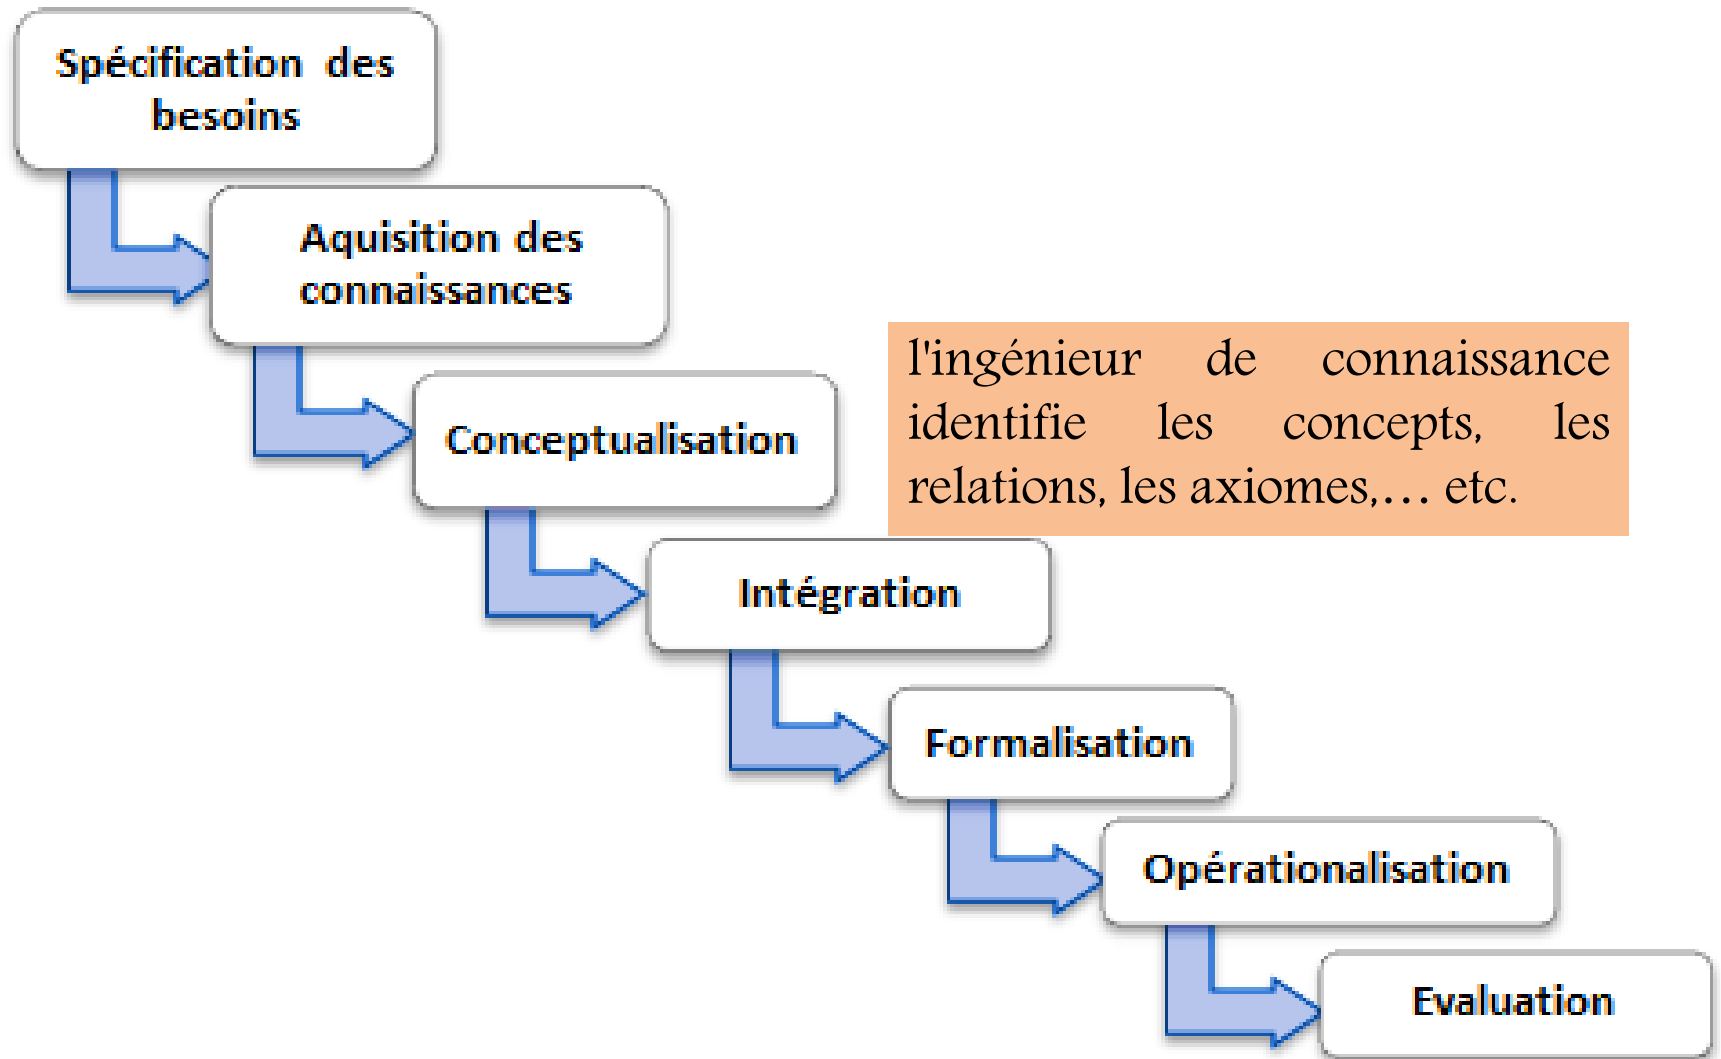 Spécification des
besoins
Aquisition des
connaissances
Conceptualisation
l'ingénieur de connaissance
identifie les concepts, les
relations, les axiomes,... etc.
Intégration
Formalisation
Opérationalisation
Evaluation